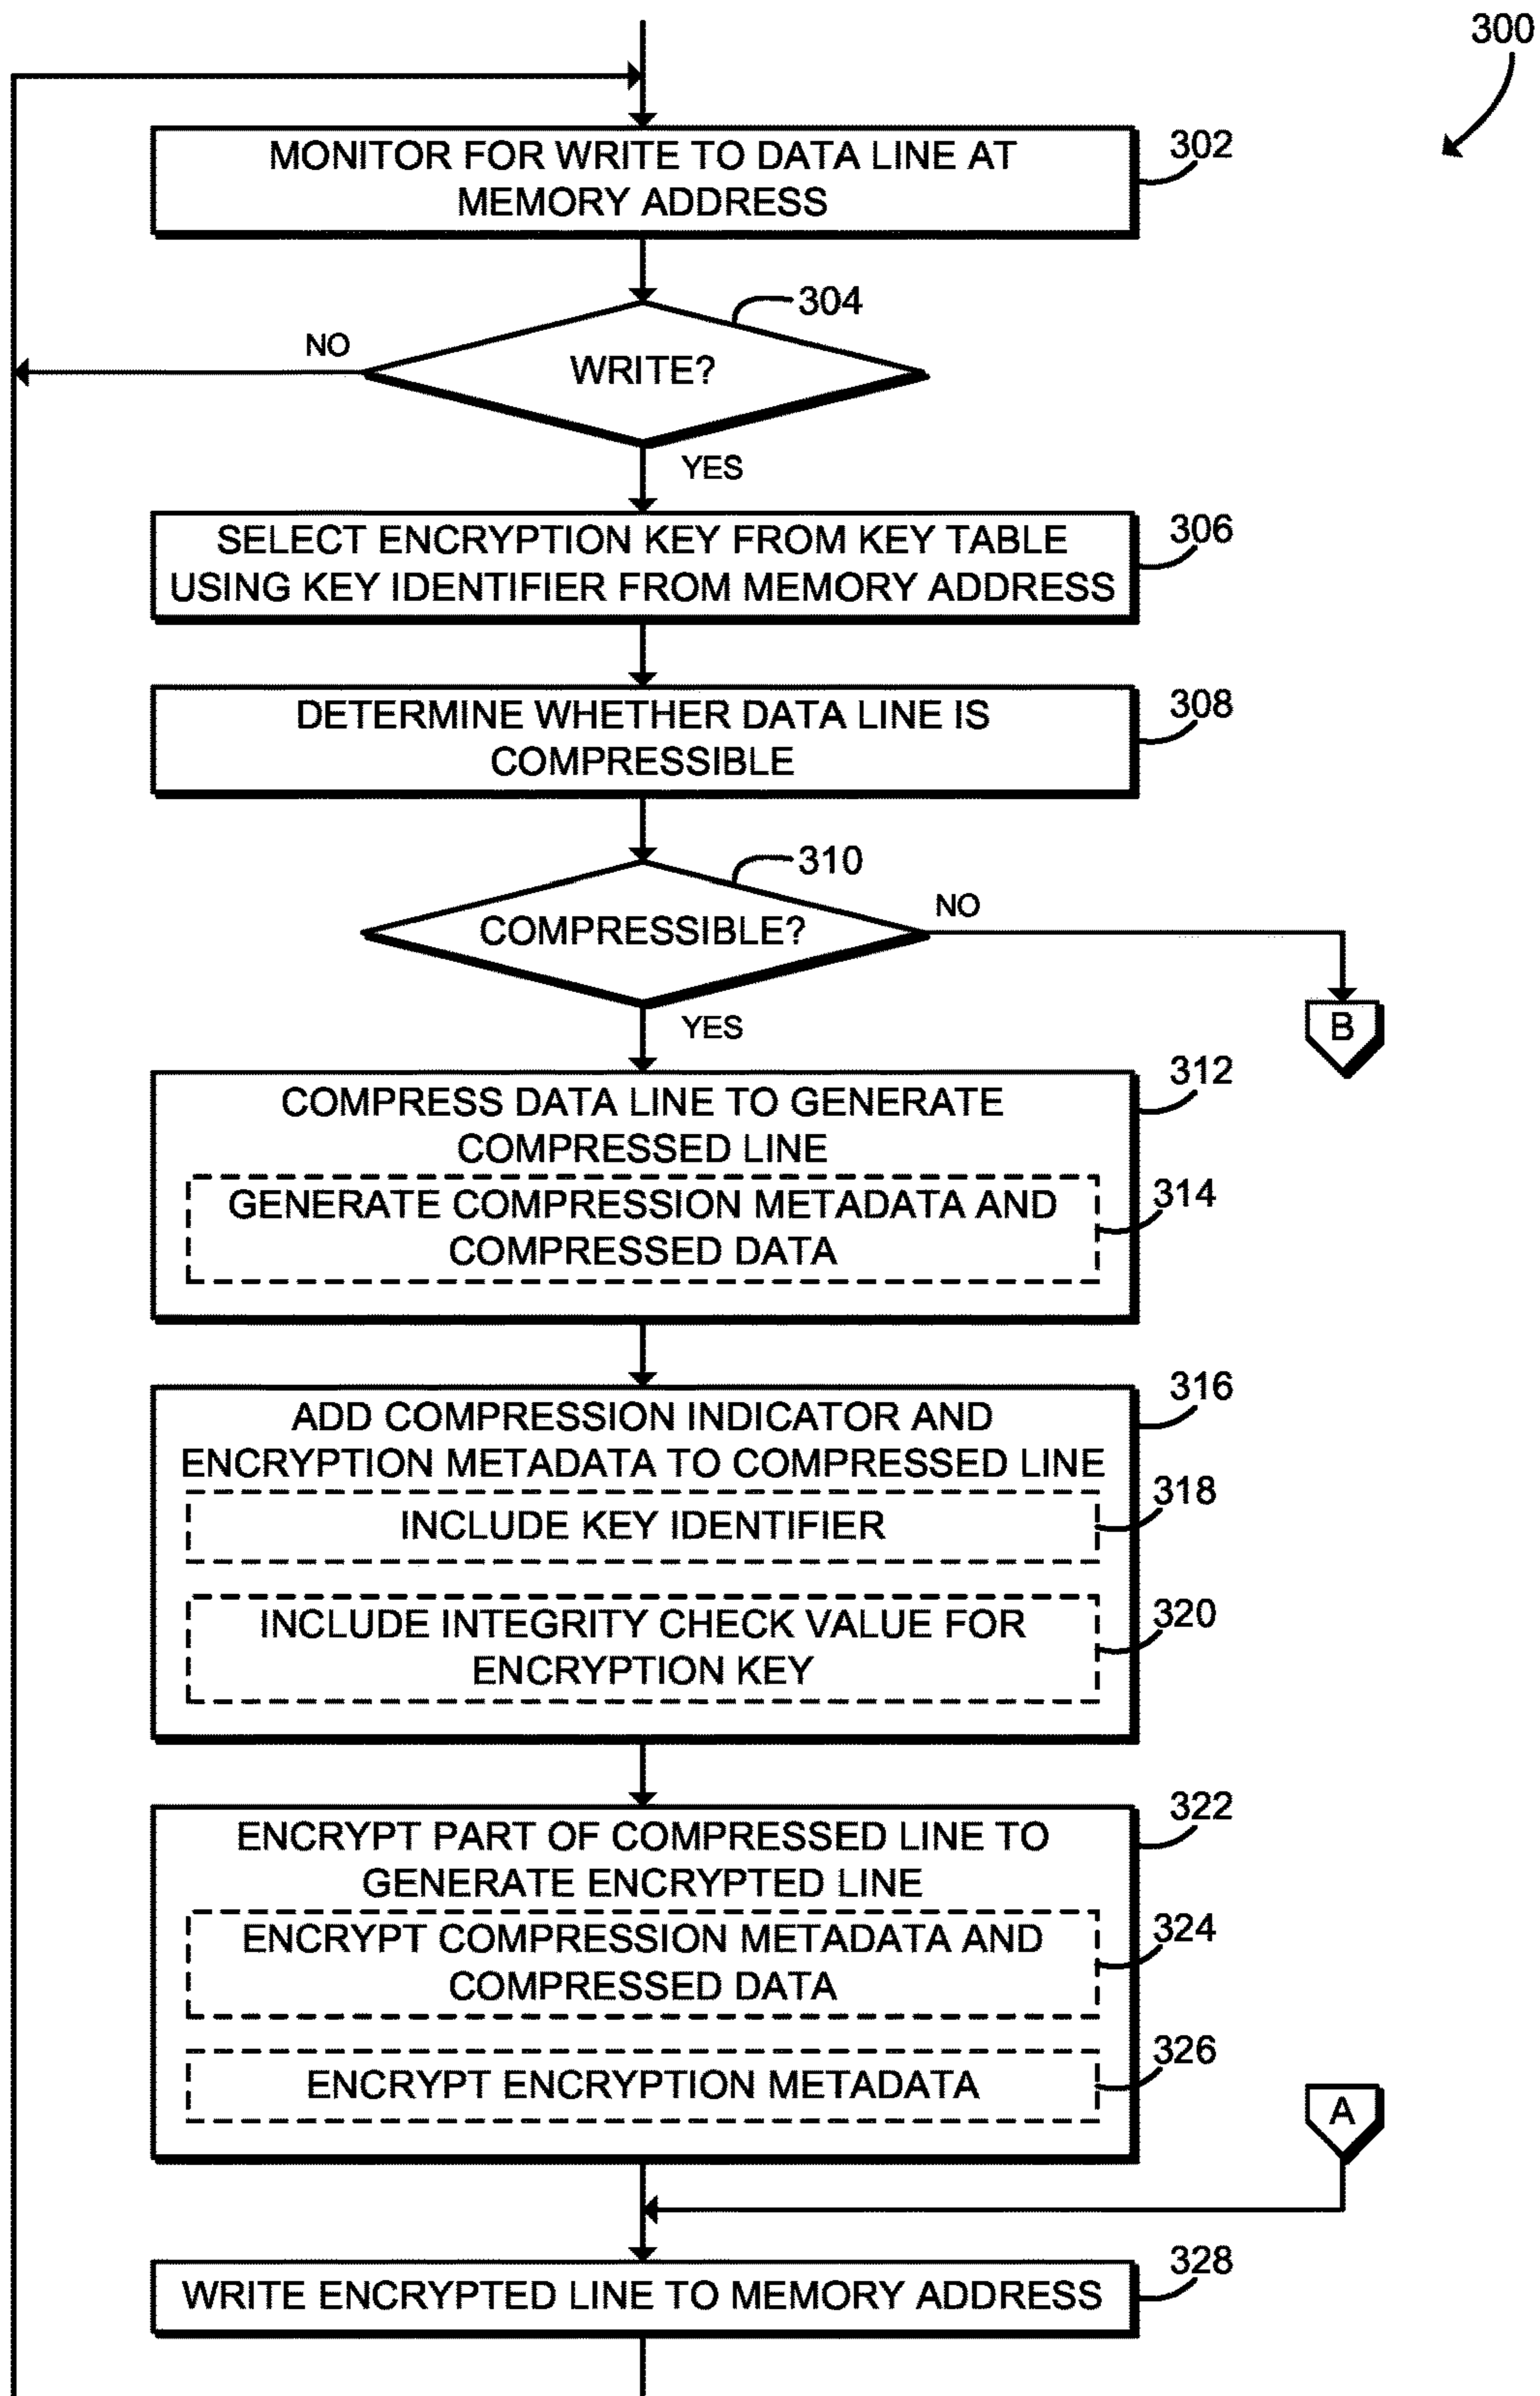 300
MONITOR FOR WRITE TO DATA LINE AT
MEMORY ADDRESS
302
304
WRITE?
NO
YES
SELECT ENCRYPTION KEY FROM KEY TABLE
USING KEY IDENTIFIER FROM MEMORY ADDRESS
306
DETERMINE WHETHER DATA LINE IS
COMPRESSIBLE
308
310
COMPRESSIBLE?
NO
B
YES
COMPRESS DATA LINE TO GENERATE
COMPRESSED LINE
312
GENERATE COMPRESSION METADATA AND
COMPRESSED DATA
314
ADD COMPRESSION INDICATOR AND
ENCRYPTION METADATA TO COMPRESSED LINE
316
INCLUDE KEY IDENTIFIER
318
INCLUDE INTEGRITY CHECK VALUE FOR
ENCRYPTION KEY
320
ENCRYPT PART OF COMPRESSED LINE TO
GENERATE ENCRYPTED LINE
322
ENCRYPT COMPRESSION METADATA AND
COMPRESSED DATA
324
ENCRYPT ENCRYPTION METADATA
326
A
WRITE ENCRYPTED LINE TO MEMORY ADDRESS
328